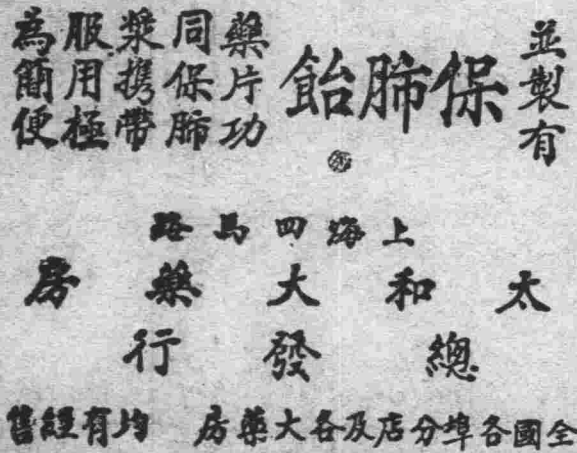 並製有
保肺飴
藥片功
同保肺
漿携帶
服用極
為簡便
上海四馬路
太和大藥房
總發行
全國各埠分店及各大藥房 均有經售